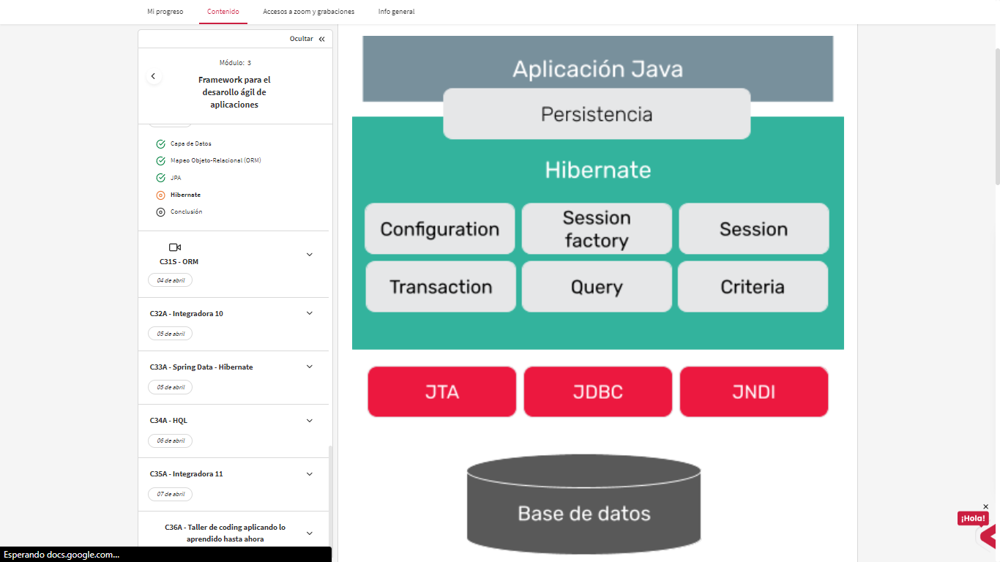 Mi progreso
Contenido
Accesos a zoom y grabaciones
Info general
Ocultar
Módulo: 3
Framework para el
desarollo ágil de
aplicaciones
Capa de Datos
Mapeo Objeto-Relacional (ORM)
JPA
Hibernate
Conclusión
C31S - ORM
04 de abril
C32A - Integradora 10
05 de abril
C33A - Spring Data - Hibernate
05 de abril
C34A - HQL
06 de abril
C35A - Integradora 11
07 de abril
C36A - Taller de coding aplicando lo
aprendido hasta ahora
Esperando docs.google.com...
Aplicación Java
Persistencia
Hibernate
Configuration
Session
factory
Session
Transaction
Query
Criteria
JTA
JDBC
JNDI
Base de datos
¡Hola!